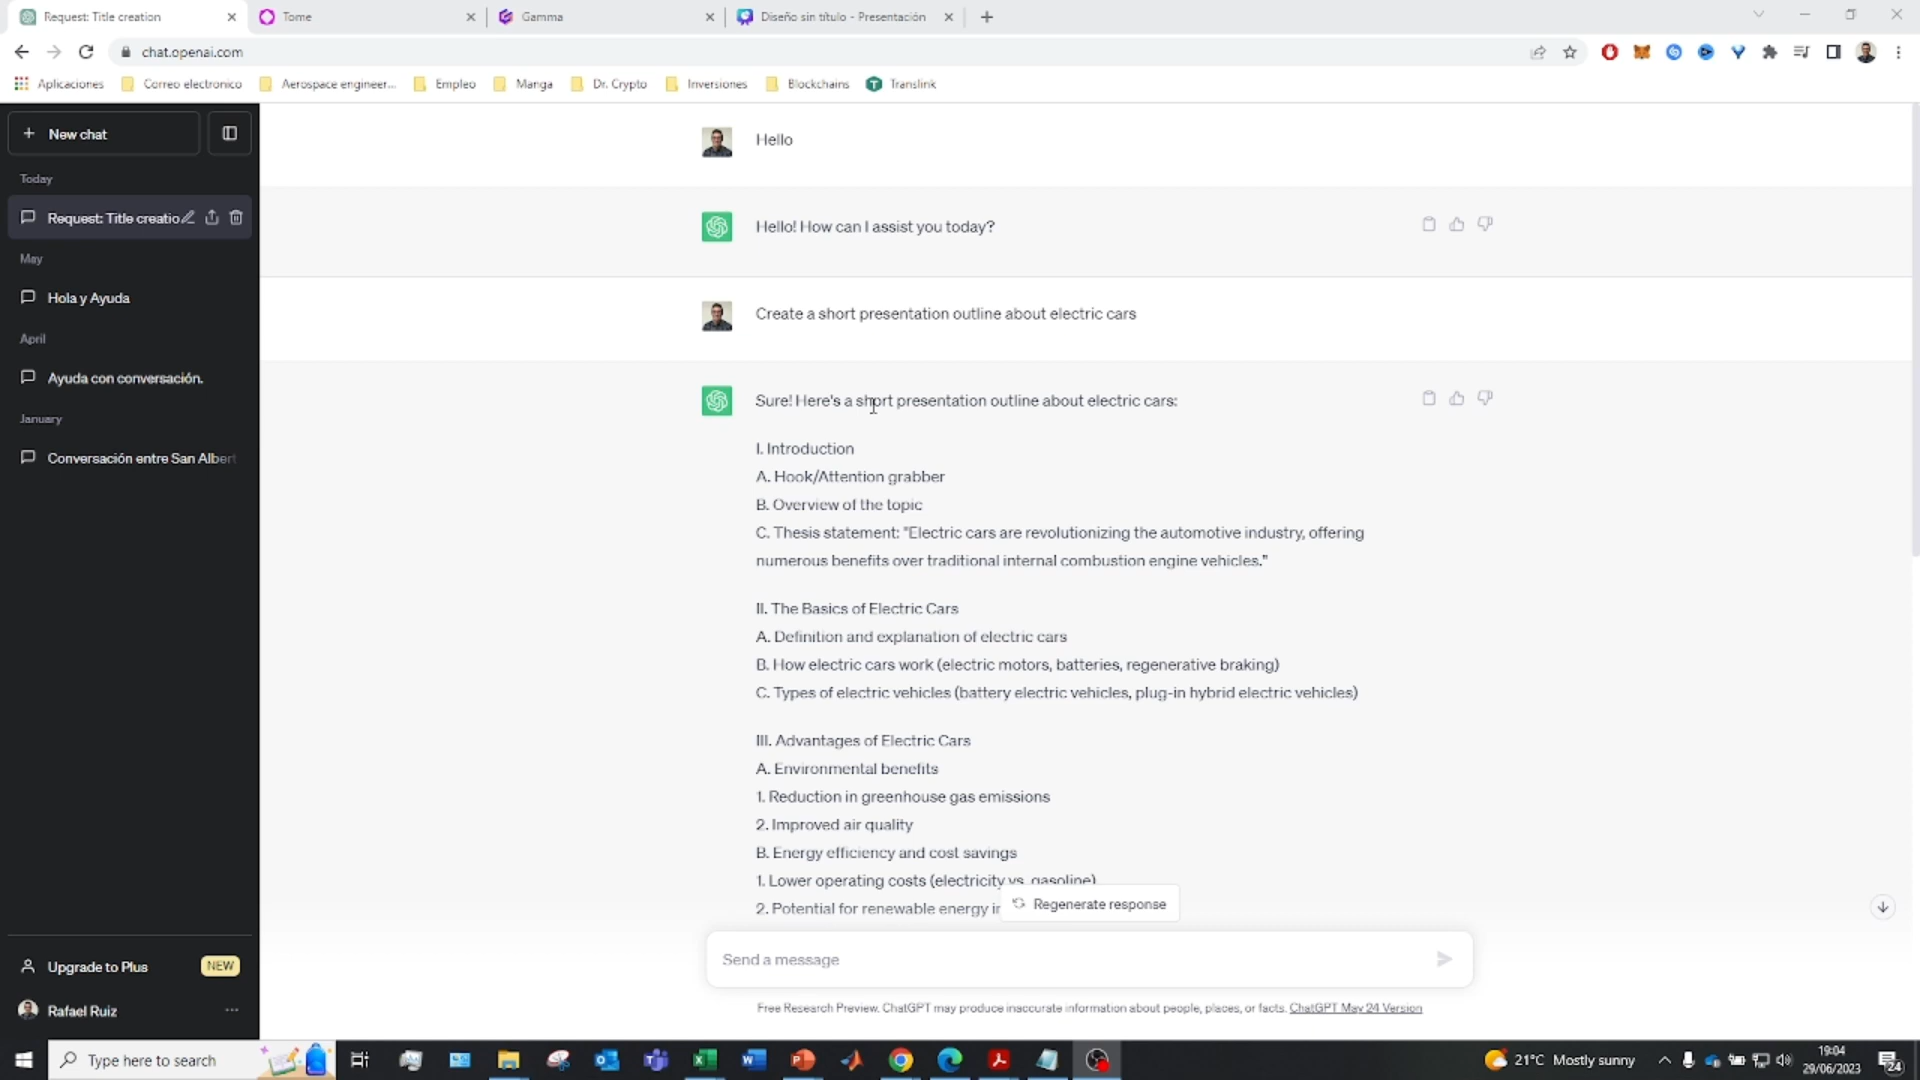 Request: Title creation
Tome
Gamma
Diseño sin título - Presentación
chat.openai.com
Aplicaciones
Correo electronico
Aerospace engineer...
Empleo
Manga
Dr. Crypto
Inversiones
Blockchains
Translink
New chat
Today
Request: Title creatio
May
Hola y Ayuda
April
Ayuda con conversación.
January
Conversación entre San Albert
Upgrade to Plus
NEW
Rafael Ruiz
Hello
Hello! How can I assist you today?
Create a short presentation outline about electric cars
Sure! Here's a short presentation outline about electric cars:
I. Introduction
A. Hook/Attention grabber
B. Overview of the topic
C. Thesis statement: "Electric cars are revolutionizing the automotive industry, offering
numerous benefits over traditional internal combustion engine vehicles."
II. The Basics of Electric Cars
A. Definition and explanation of electric cars
B. How electric cars work (electric motors, batteries, regenerative braking)
C. Types of electric vehicles (battery electric vehicles, plug-in hybrid electric vehicles)
III. Advantages of Electric Cars
A. Environmental benefits
1. Reduction in greenhouse gas emissions
2. Improved air quality
B. Energy efficiency and cost savings
1. Lower operating costs (electricity vs. gasoline)
2. Potential for renewable energy
Regenerate response
Send a message
Free Research Preview. ChatGPT may produce inaccurate information about people, places, or facts. ChatGPT May 24 Version
Type here to search
21°C Mostly sunny
19:04
29/06/2023
24